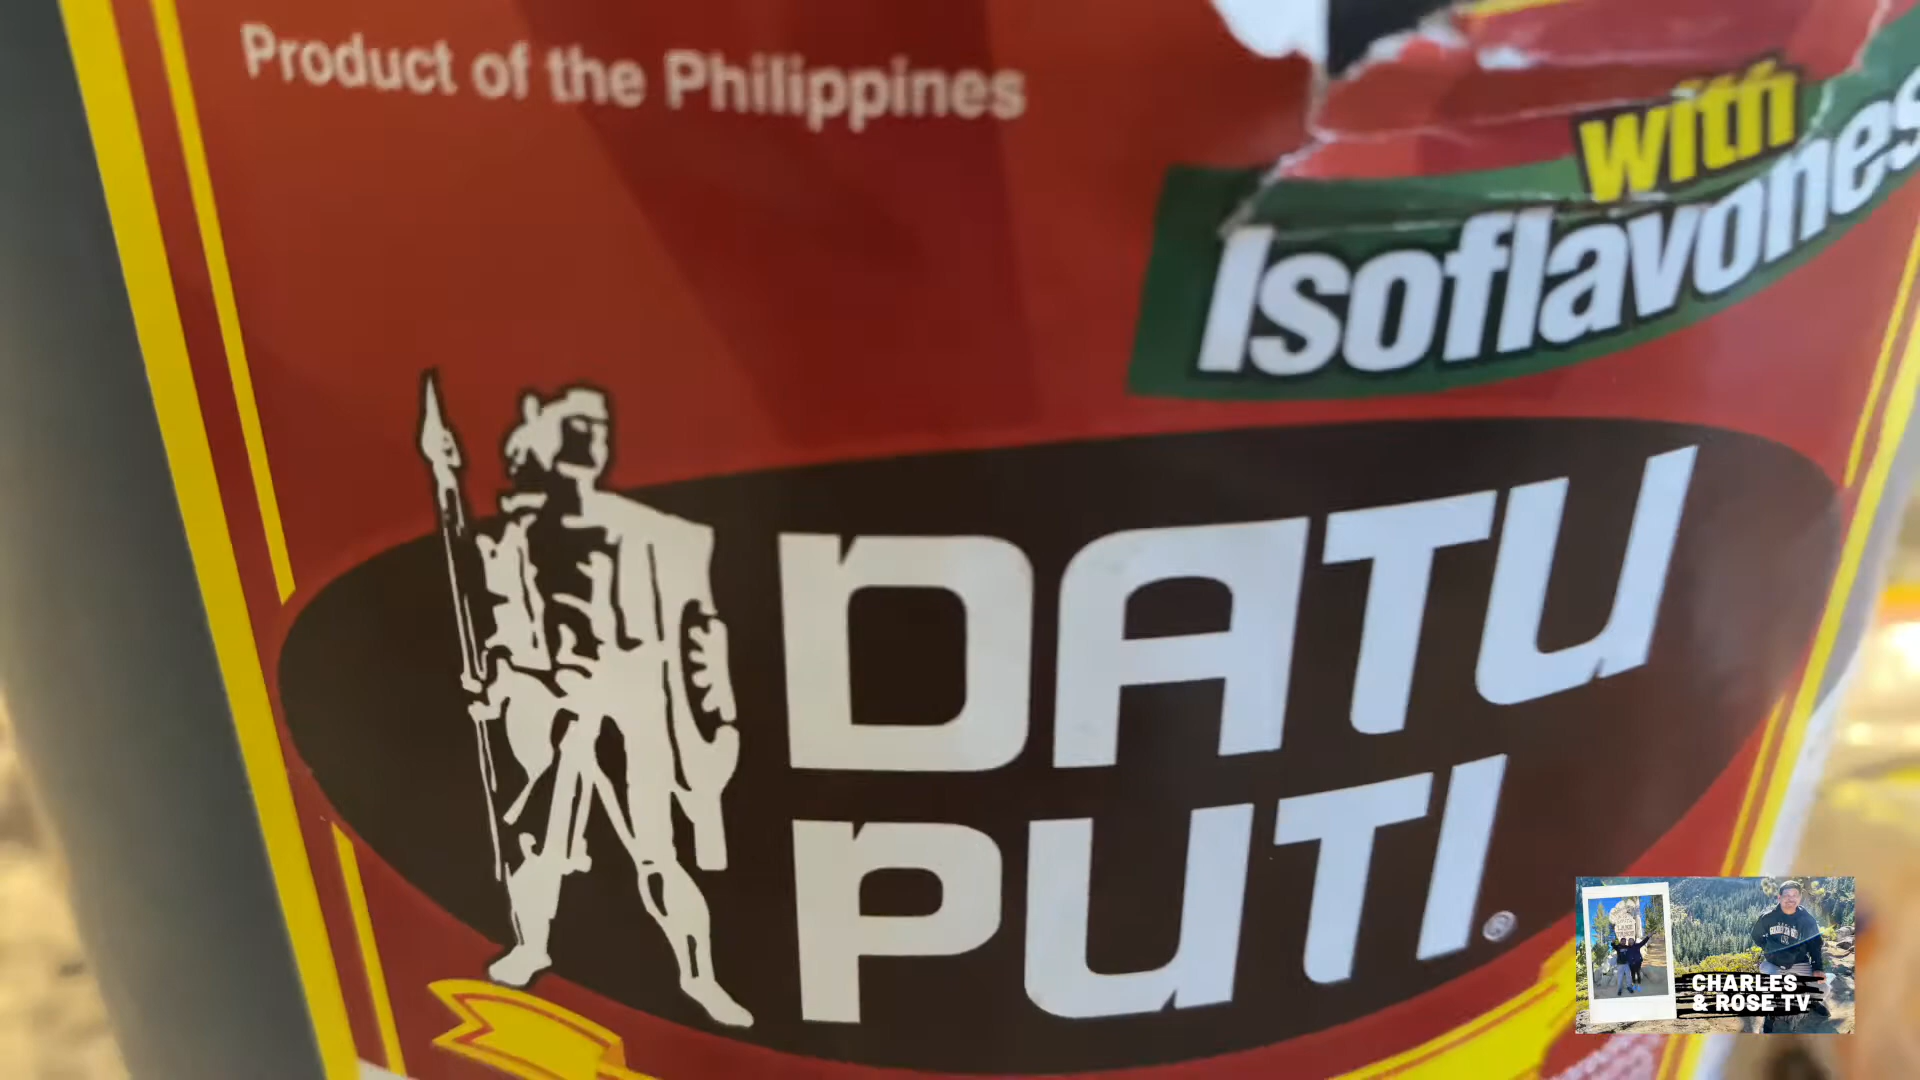 Product of the Philippines
with
Isoflavones
DATU
PUTI
®
CHARLES
& ROSE TV